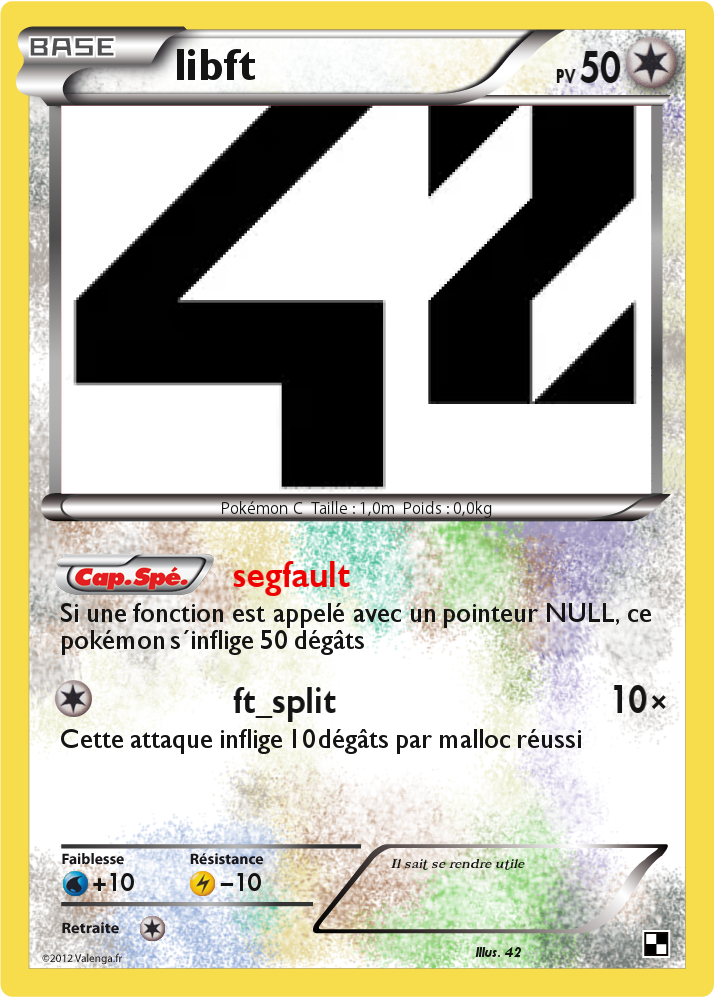 BASE
libft
PV 50
42
Pokémon C Taille : 1,0m Poids : 0,0kg
Cap.Spé. segfault
Si une fonction est appelé avec un pointeur NULL, ce
pokémon s´inflige 50 dégâts
ft_split 10×
Cette attaque inflige 10 dégâts par malloc réussi
Faiblesse Résistance
+10 −10
Il sait se rendre utile
Retraite
©2012 Valenga.fr
Illus. 42